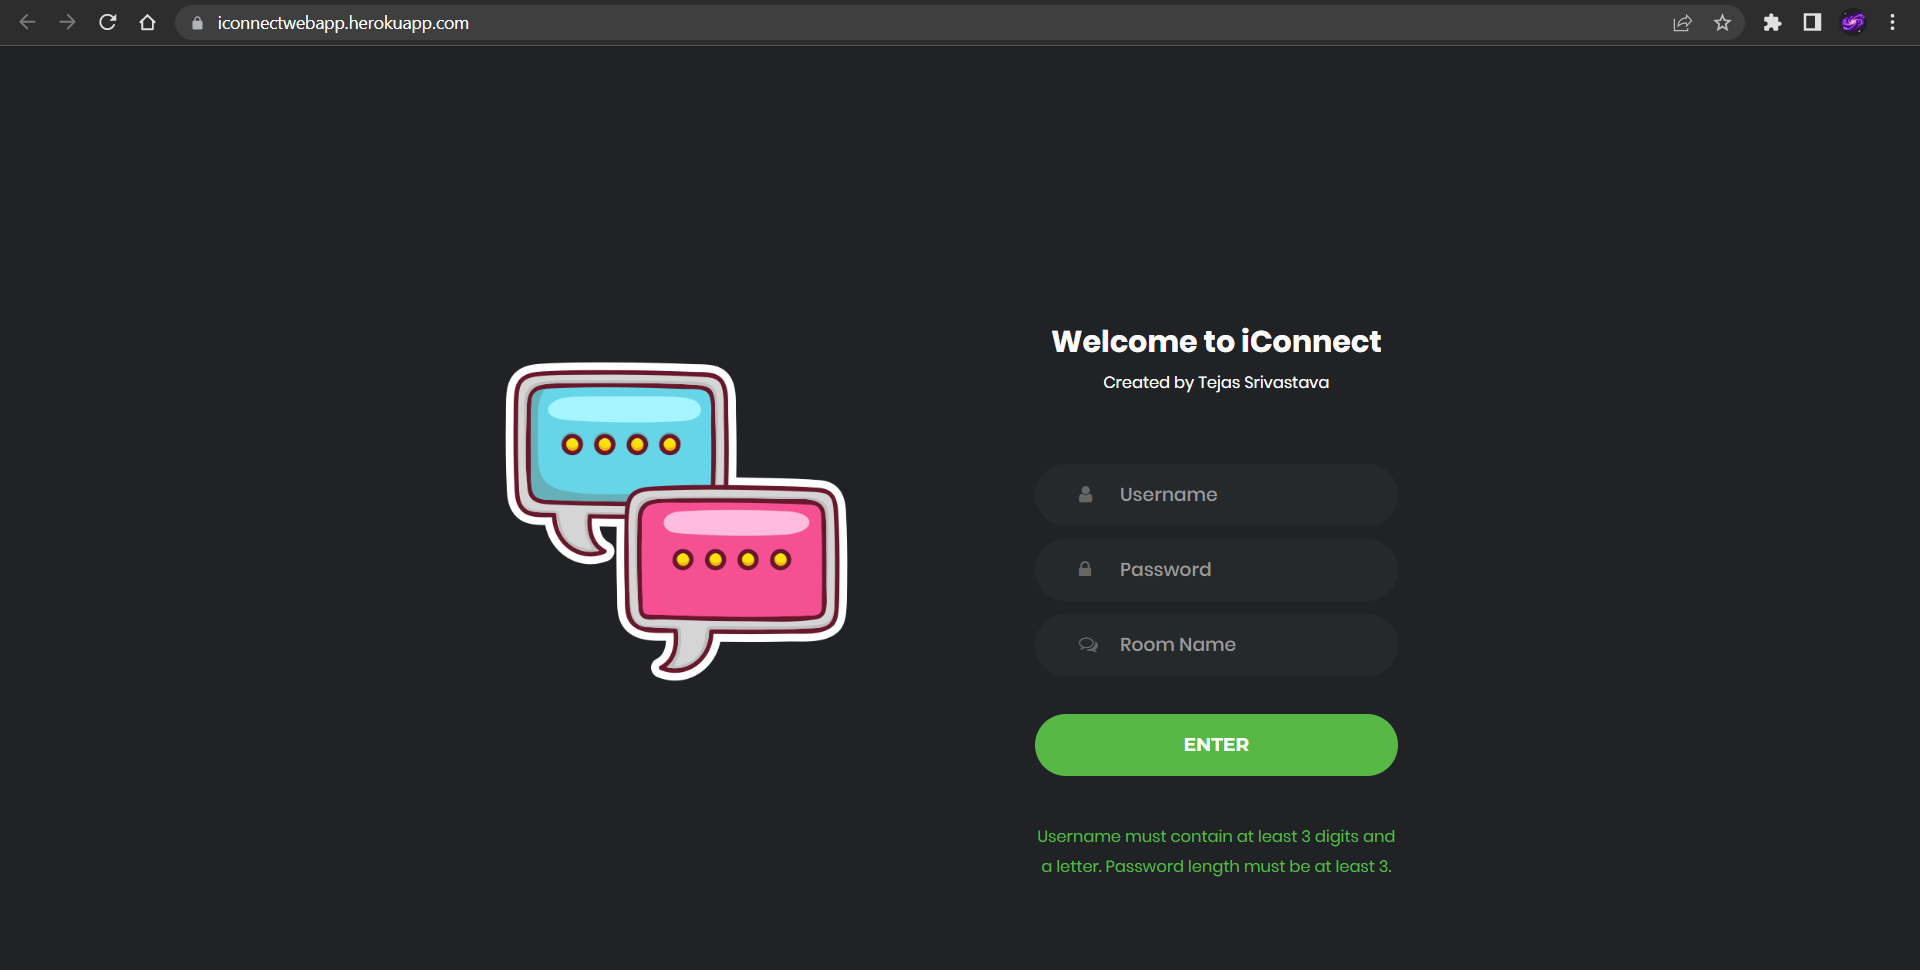 iconnectwebapp.herokuapp.com
Welcome to iConnect
Created by Tejas Srivastava
Username
Password
Room Name
ENTER
Username must contain at least 3 digits and
a letter. Password length must be at least 3.